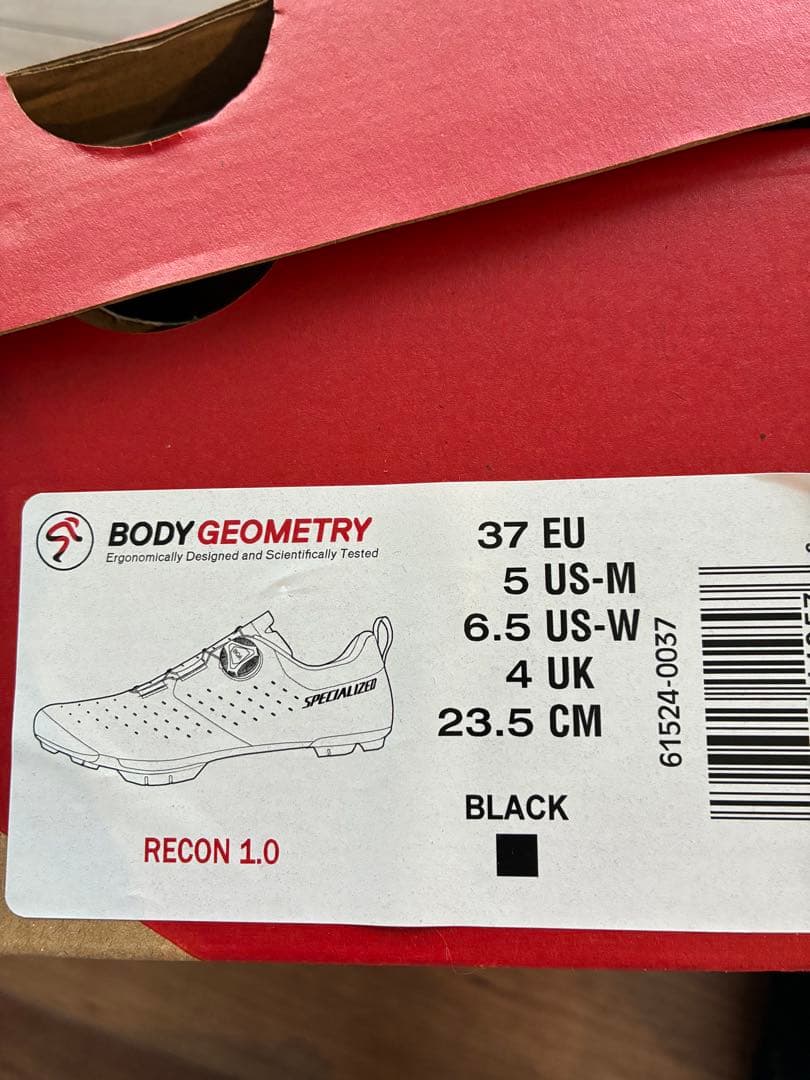 BODY GEOMETRY
Ergonomically Designed and Scientifically Tested
37 EU
5 US-M
6.5 US-W
4 UK
23.5 CM
61524-0037
SPECIALIZED
RECON 1.0
BLACK